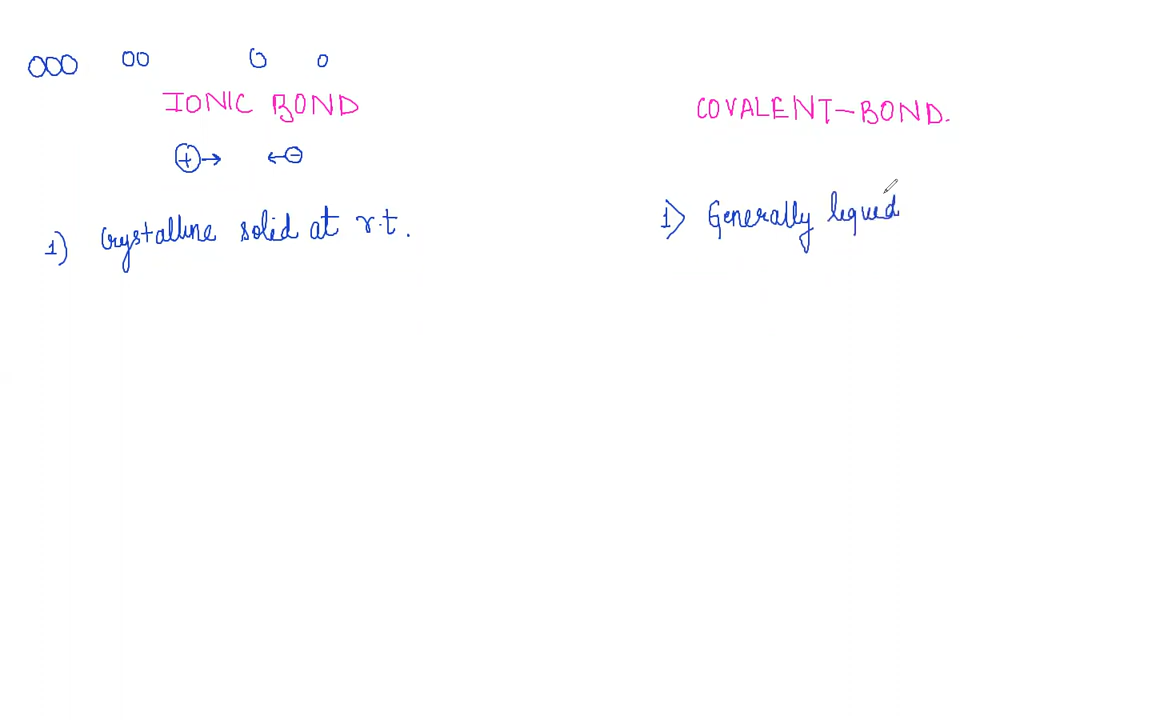 IONIC BOND
COVALENT-BOND.
+ → ← −
1) Crystalline solid at r.t.
1) Generally liquid